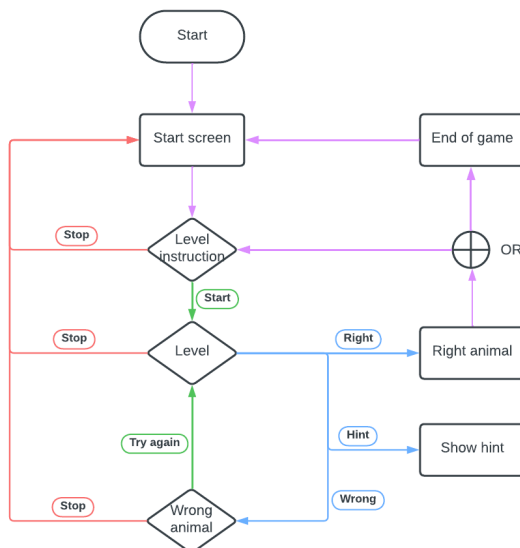 Start
Start screen
End of game
Stop
Level
instruction
OR
Start
Stop
Level
Right
Right animal
Try again
Hint
Show hint
Stop
Wrong
animal
Wrong